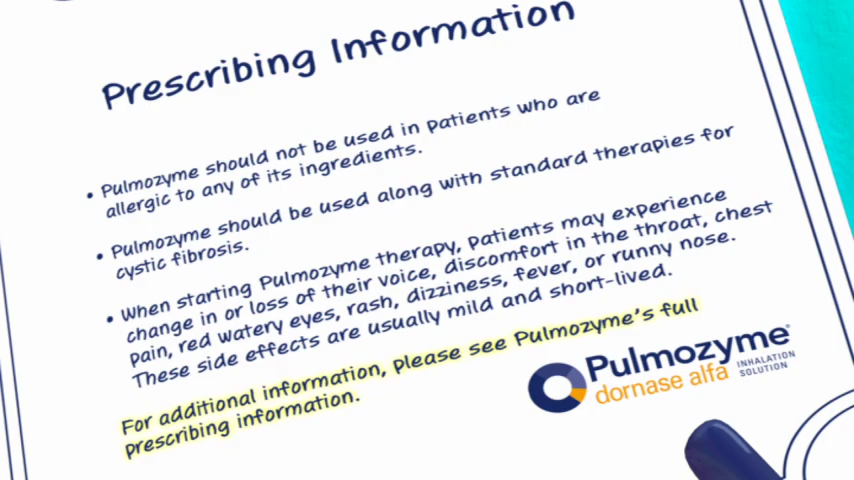 Prescribing Information
• Pulmozyme should not be used in patients who are
allergic to any of its ingredients.
• Pulmozyme should be used along with standard therapies for
cystic fibrosis.
• When starting Pulmozyme therapy, patients may experience
change in or loss of their voice, discomfort in the throat, chest
pain, red watery eyes, rash, dizziness, fever, or runny nose.
These side effects are usually mild and short-lived.
For additional information, please see Pulmozyme's full
prescribing information.
Pulmozyme®
dornase alfa
INHALATION
SOLUTION